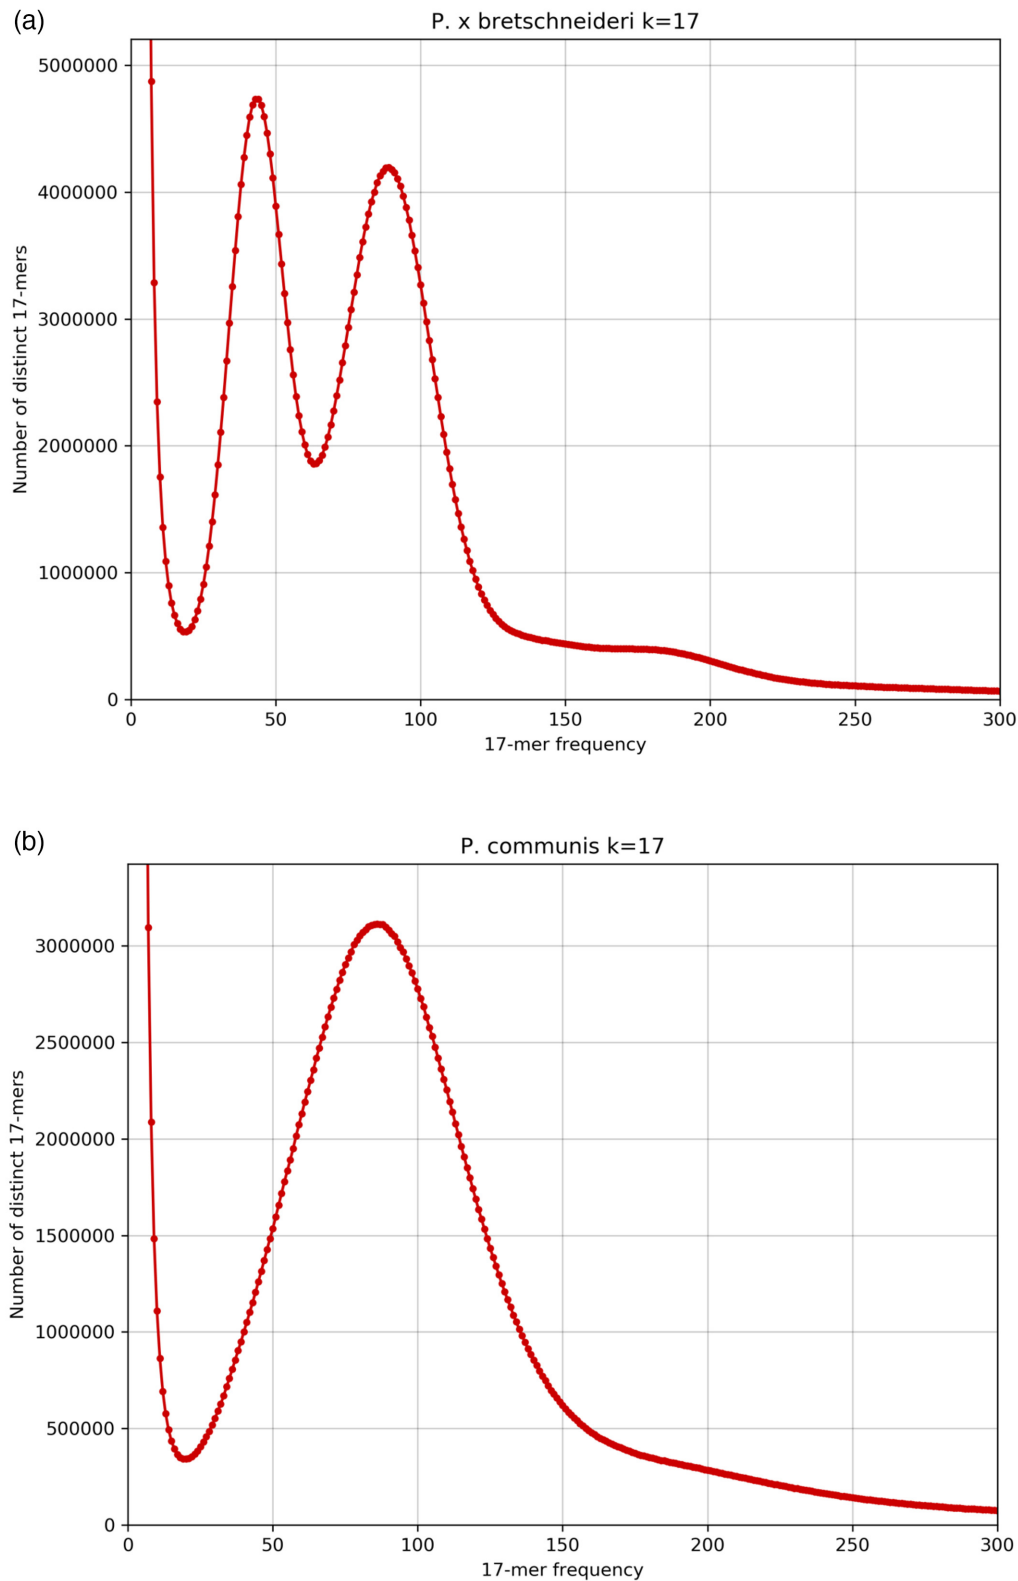 (a)
P. x bretschneideri k=17
5000000
4000000
3000000
2000000
1000000
0
Number of distinct 17-mers
0 50 100 150 200 250 300
17-mer frequency
(b)
P. communis k=17
3000000
2500000
2000000
1500000
1000000
500000
0
Number of distinct 17-mers
0 50 100 150 200 250 300
17-mer frequency